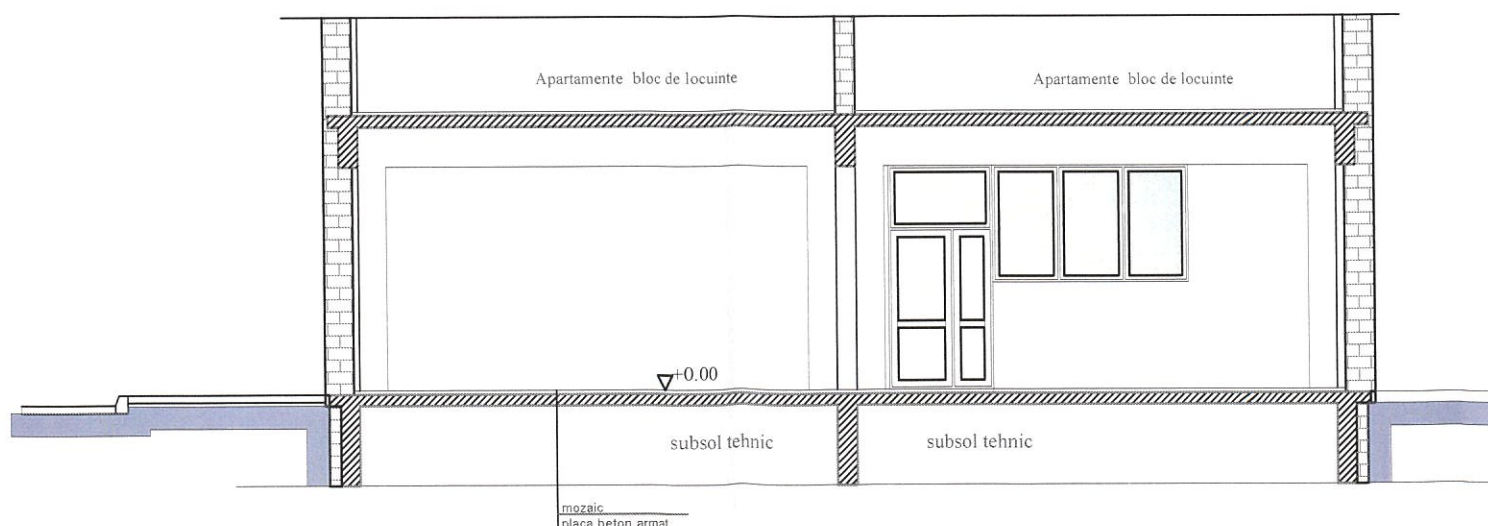 Apartamente bloc de locuinte
Apartamente bloc de locuinte
+0.00
subsol tehnic
subsol tehnic
mozaic
placa beton armat